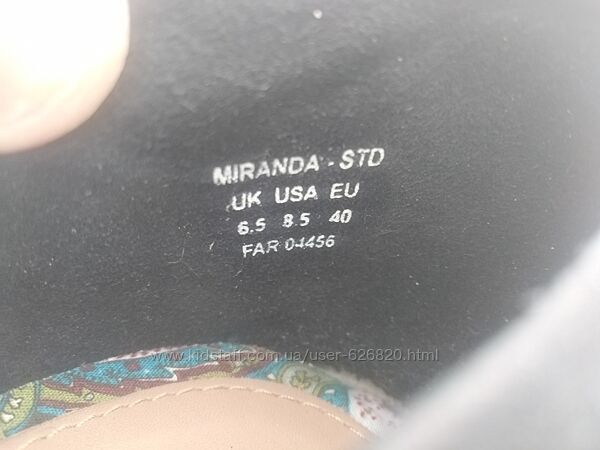 MIRANDA - STD
UK USA EU
6.5 8.5 40
FAR 04456
www.kidstaff.com.ua/user-626820.html